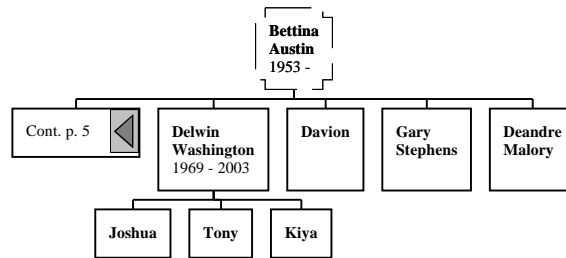 Bettina
Austin
1953 -
Cont. p. 5
Delwin
Washington
1969 - 2003
Davion
Gary
Stephens
Deandre
Malory
Joshua
Tony
Kiya